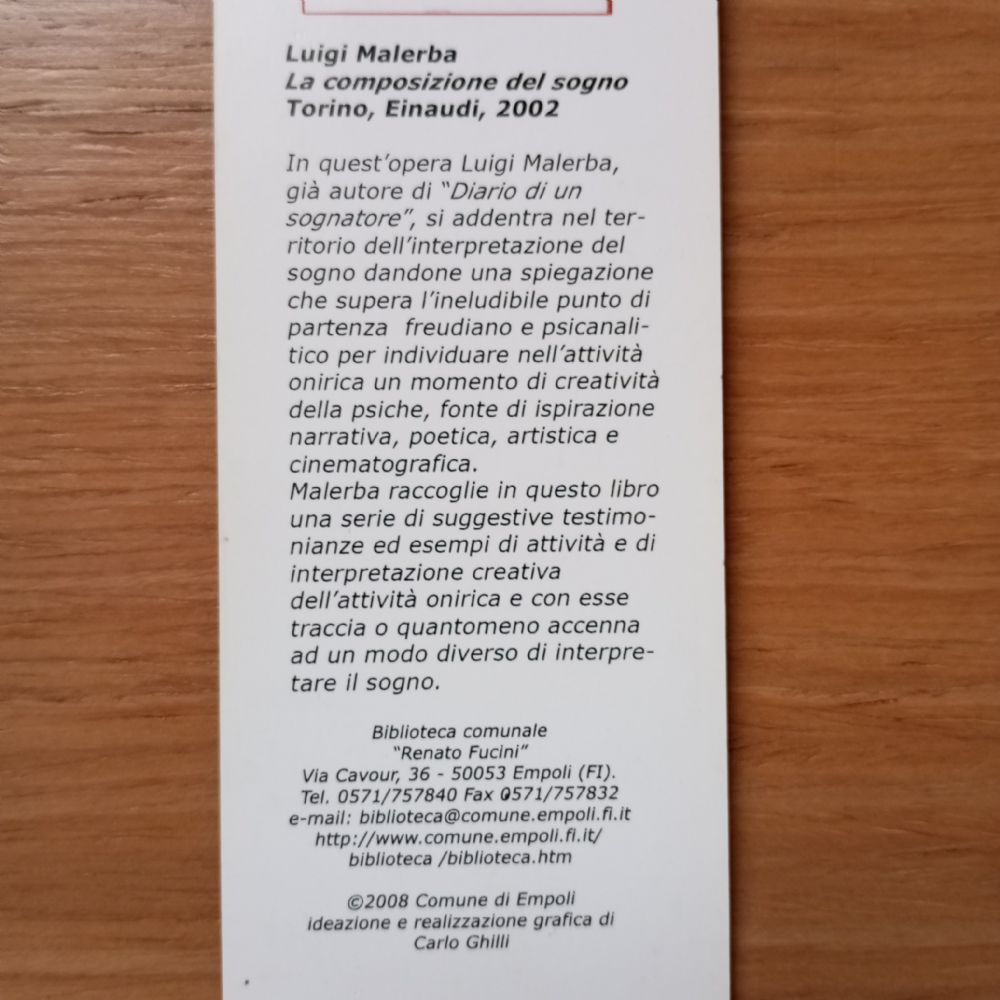 Luigi Malerba
La composizione del sogno
Torino, Einaudi, 2002
In quest'opera Luigi Malerba,
già autore di "Diario di un
sognatore", si addentra nel ter-
ritorio dell'interpretazione del
sogno dandone una spiegazione
che supera l'ineludibile punto di
partenza  freudiano e psicanali-
tico per individuare nell'attività
onirica un momento di creatività
della psiche, fonte di ispirazione
narrativa, poetica, artistica e
cinematografica.
Malerba raccoglie in questo libro
una serie di suggestive testimo-
nianze ed esempi di attività e di
interpretazione creativa
dell'attività onirica e con esse
traccia o quantomeno accenna
ad un modo diverso di interpre-
tare il sogno.
Biblioteca comunale
"Renato Fucini"
Via Cavour, 36 - 50053 Empoli (FI).
Tel. 0571/757840 Fax 0571/757832
e-mail: biblioteca@comune.empoli.fi.it
http://www.comune.empoli.fi.it/
biblioteca /biblioteca.htm
©2008 Comune di Empoli
ideazione e realizzazione grafica di
Carlo Ghilli